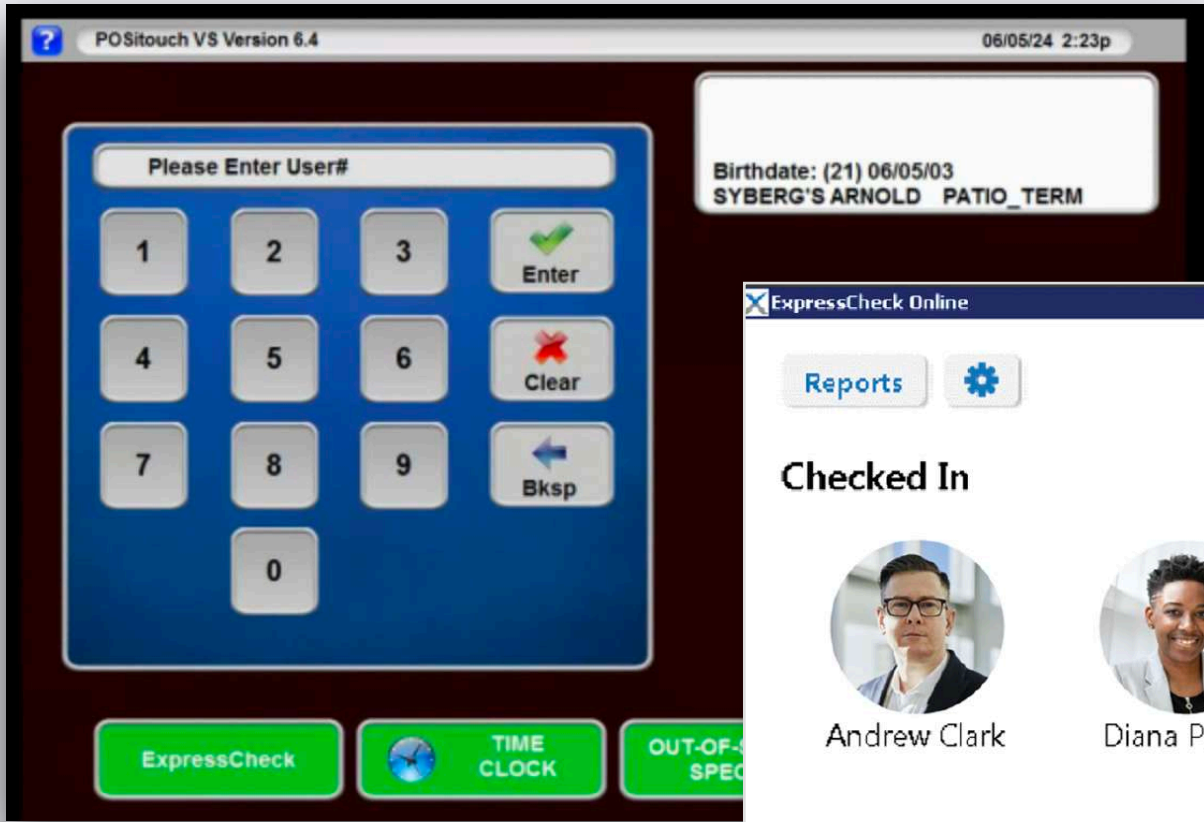 ?
POSitouch VS Version 6.4
06/05/24 2:23p
Please Enter User#
1 2 3 Enter
4 5 6 Clear
7 8 9 Bksp
0
Birthdate: (21) 06/05/03
SYBERG'S ARNOLD PATIO_TERM
ExpressCheck
TIME
CLOCK
ExpressCheck Online
Reports
Checked In
Andrew Clark
Diana